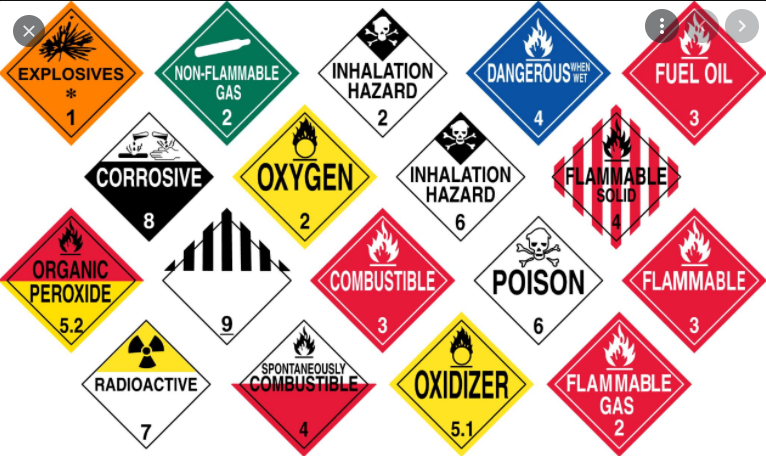 EXPLOSIVES
*
1
NON-FLAMMABLE
GAS
2
INHALATION
HAZARD
2
DANGEROUS WHEN
WET
4
FUEL OIL
3
CORROSIVE
8
OXYGEN
2
INHALATION
HAZARD
6
FLAMMABLE
SOLID
4
ORGANIC
PEROXIDE
5.2
9
COMBUSTIBLE
3
POISON
6
FLAMMABLE
3
RADIOACTIVE
7
SPONTANEOUSLY
COMBUSTIBLE
4
OXIDIZER
5.1
FLAMMABLE
GAS
2